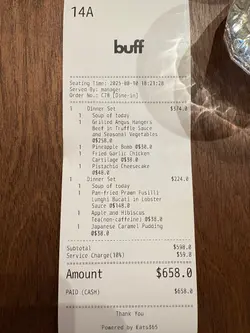 14A
buff
Seating Time: 2025-08-10 18:21:28
Served By: manager
Order No.: C78 [Dine-in]
1 Dinner Set $374.0
1 Soup of today
1 Grilled Angus Hangers
Beef in Truffle Sauce
and Seasonal Vegetables
@$258.0
1 Pineapple Bomb @$38.0
1 Fried Garlic Chicken
Cartilage @$38.0
1 Pistachio Cheesecake
@$40.0
1 Dinner Set $224.0
1 Soup of today
1 Pan-fried Prawn Fusilli
Lunghi Bucati in Lobster
Sauce @$148.0
1 Apple and Hibiscus
Tea(non-caffrine) @$38.0
1 Japanese Caramel Pudding
@$38.0
Subtotal $598.0
Service Charge(10%) $59.8
Amount $658.0
PAID (CASH) $658.0
Thank You
Powered by Eats365